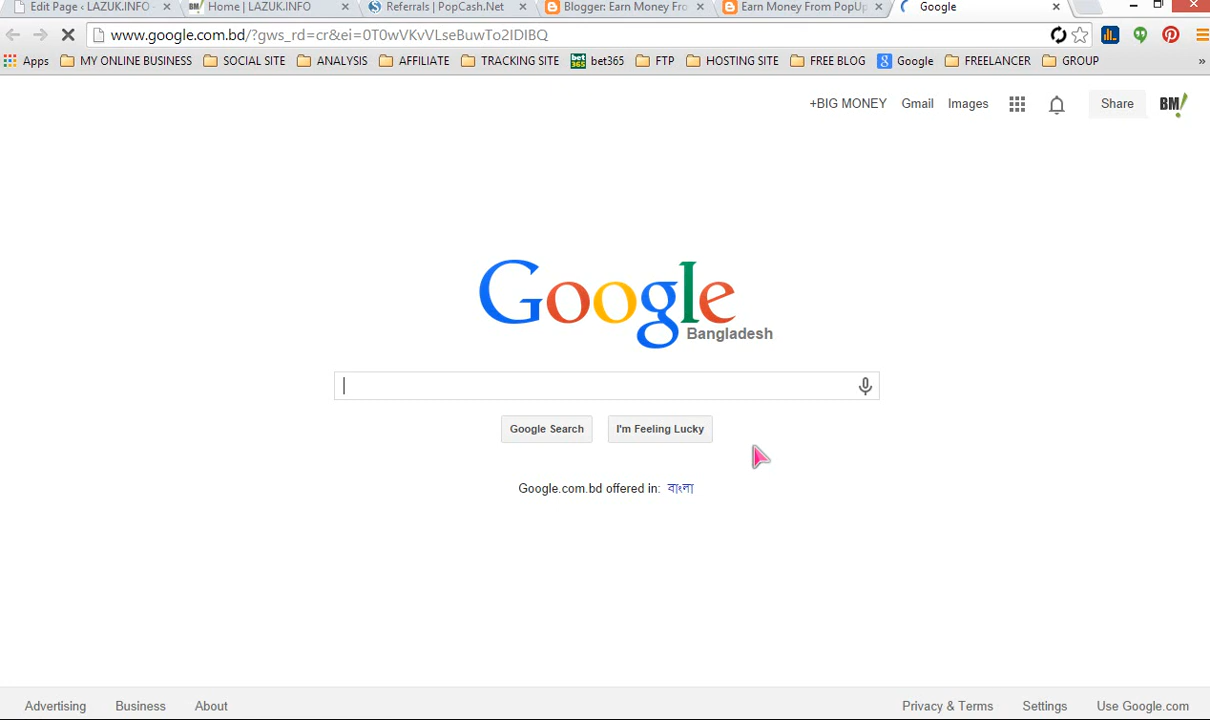 Edit Page ‹ LAZUK.INFO - Home | LAZUK.INFO Referrals | PopCash.Net Blogger: Earn Money Fro Earn Money From PopUp Google
www.google.com.bd/?gws_rd=cr&ei=0T0wVKvVLseBuwTo2IDIBQ
Apps MY ONLINE BUSINESS SOCIAL SITE ANALYSIS AFFILIATE TRACKING SITE bet365 bet365 FTP HOSTING SITE FREE BLOG Google FREELANCER GROUP »
+BIG MONEY Gmail Images Share BM!
Google
Bangladesh
Google Search I'm Feeling Lucky
Google.com.bd offered in: বাংলা
Advertising Business About Privacy & Terms Settings Use Google.com